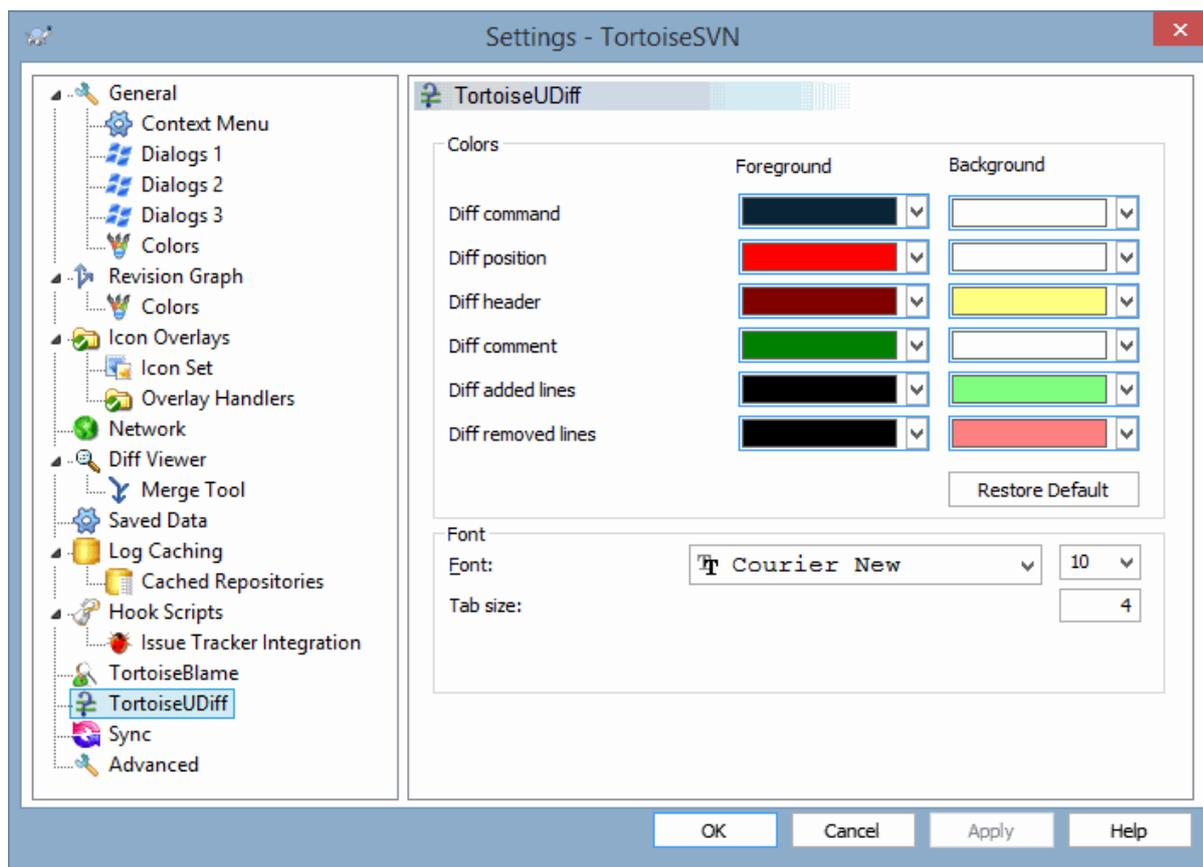 Settings - TortoiseSVN
General
Context Menu
Dialogs 1
Dialogs 2
Dialogs 3
Colors
Revision Graph
Colors
Icon Overlays
Icon Set
Overlay Handlers
Network
Diff Viewer
Merge Tool
Saved Data
Log Caching
Cached Repositories
Hook Scripts
Issue Tracker Integration
TortoiseBlame
TortoiseUDiff
Sync
Advanced
TortoiseUDiff
Colors
Foreground Background
Diff command
Diff position
Diff header
Diff comment
Diff added lines
Diff removed lines
Restore Default
Font
Font: Courier New 10
Tab size: 4
OK Cancel Apply Help